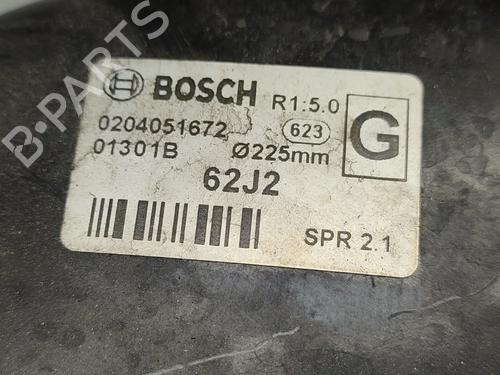 B-PARTS
BOSCH R1:5.0
0204051672 623 G
01301B Ø225mm
62J2
SPR 2.1